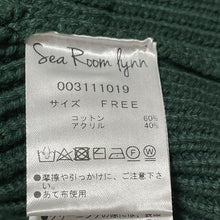 Sea Room lynn
003111019
サイズ FREE
コットン 60%
アクリル 40%
●摩擦や引っかけに、ご注意
下さい。
●あて布使用